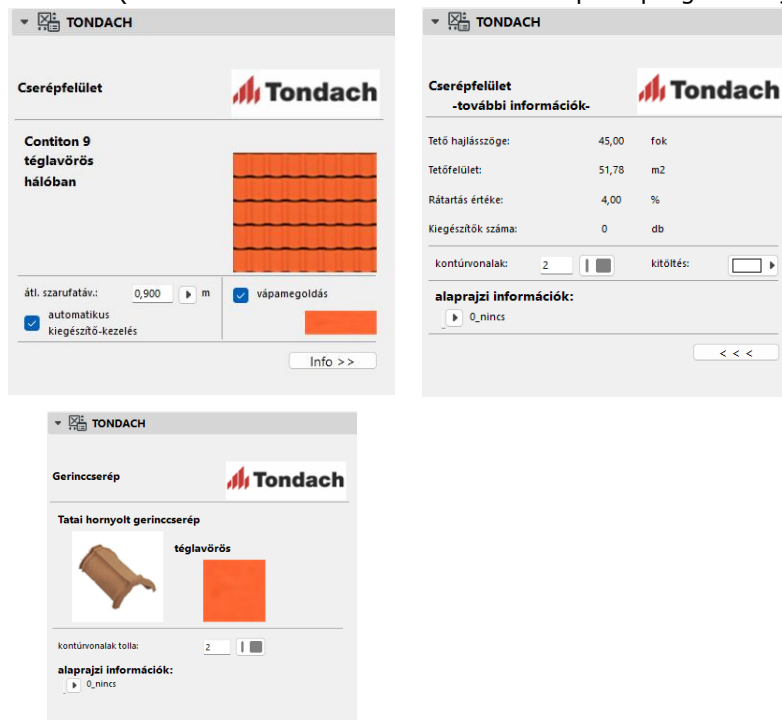 TONDACH
Cserépfelület
Tondach
Contiton 9
téglavörös
hálóban
átl. szarufatáv.: 0,900 m
vápamegoldás
automatikus
kiegészítő-kezelés
Info >>
TONDACH
Cserépfelület
-további információk-
Tondach
Tető hajlásszöge: 45,00 fok
Tetőfelület: 51,78 m2
Rátartás értéke: 4,00 %
Kiegészítők száma: 0 db
kontúrvonalak: 2 kitöltés:
alaprajzi információk:
0_nincs
< < <
TONDACH
Gerinccserép
Tondach
Tatai hornyolt gerinccserép
téglavörös
kontúrvonalak tolla: 2
alaprajzi információk:
0_nincs